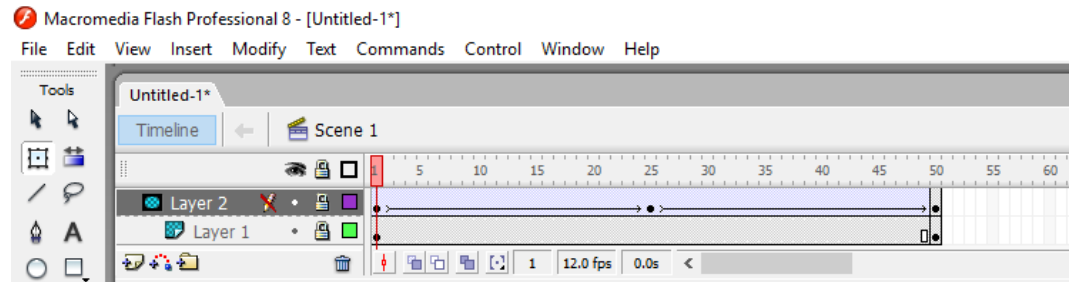 Macromedia Flash Professional 8 - [Untitled-1*]
File Edit View Insert Modify Text Commands Control Window Help
Tools
Untitled-1*
Timeline Scene 1
1 5 10 15 20 25 30 35 40 45 50 55 60
Layer 2
A Layer 1
1 12.0 fps 0.0s